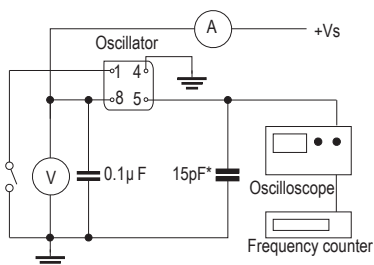 A
+Vs
Oscillator
1 4
8 5
V
0.1µ F
15pF*
Oscilloscope
Frequency counter